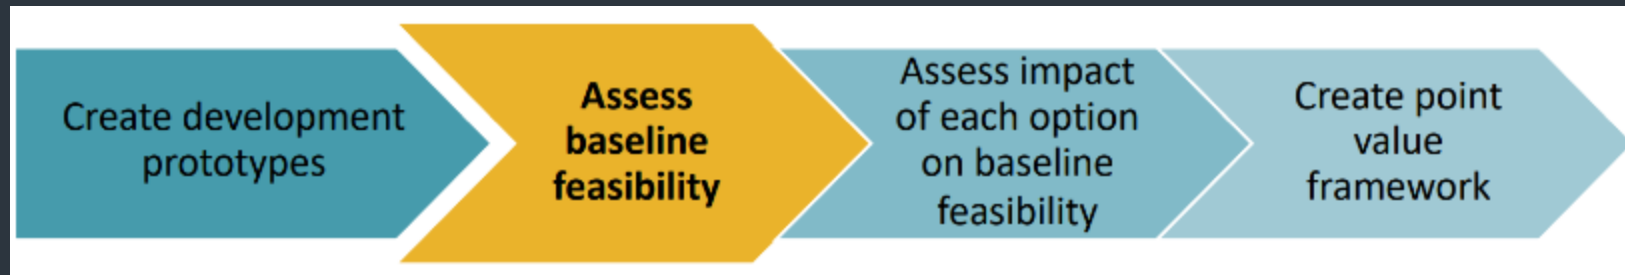 Create development
prototypes
Assess
baseline
feasibility
Assess impact
of each option
on baseline
feasibility
Create point
value
framework